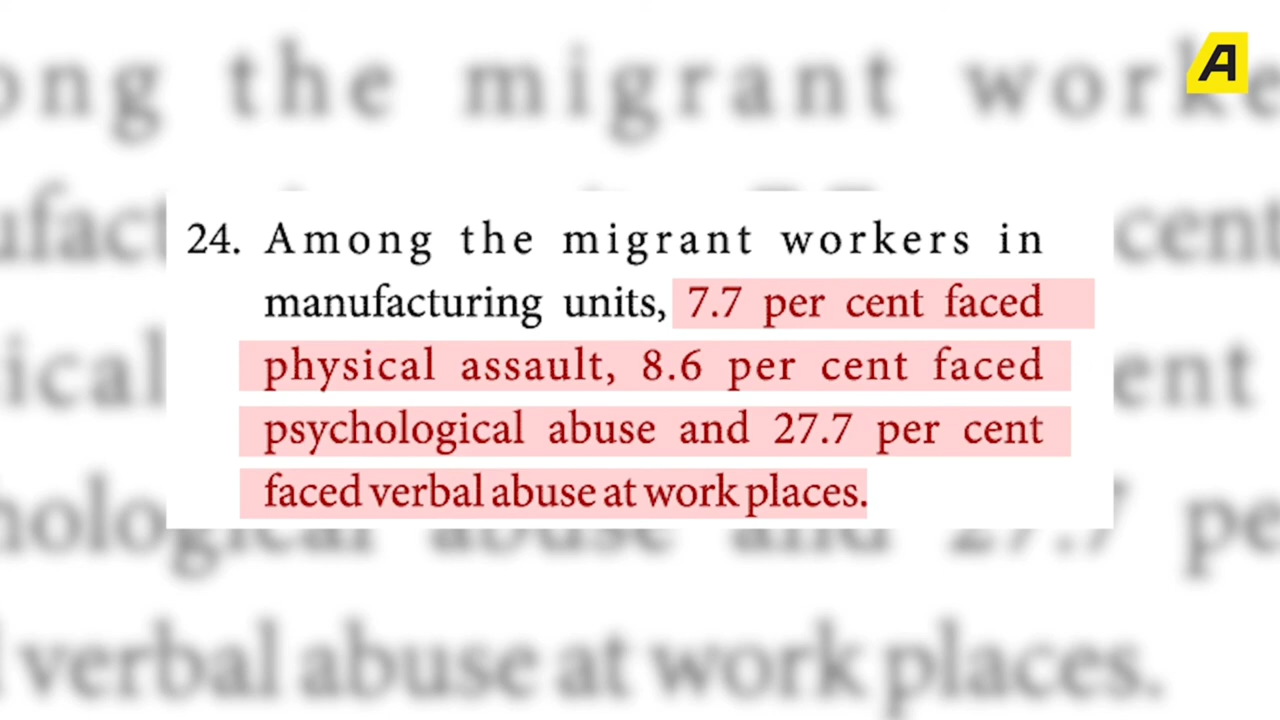 A
24. Among the migrant workers in
manufacturing units, 7.7 per cent faced
physical assault, 8.6 per cent faced
psychological abuse and 27.7 per cent
faced verbal abuse at work places.